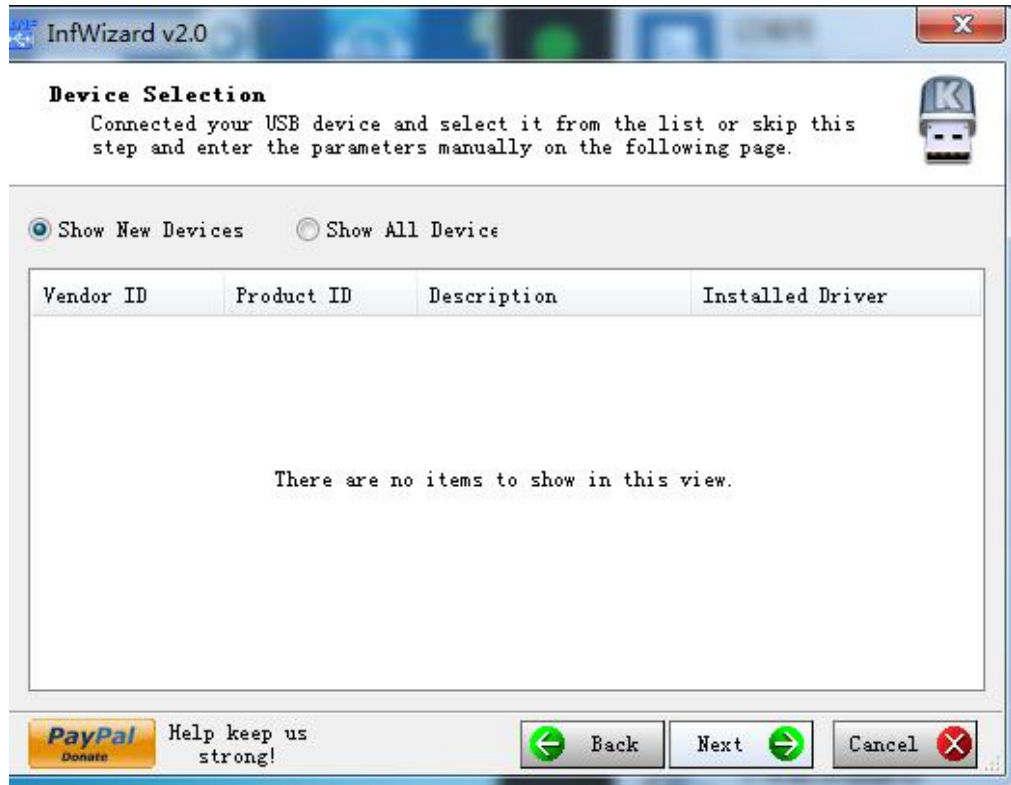 InfWizard v2.0
Device Selection
Connected your USB device and select it from the list or skip this
step and enter the parameters manually on the following page.
K
Show New Devices
Show All Device
Vendor ID
Product ID
Description
Installed Driver
There are no items to show in this view.
PayPal
Donate
Help keep us
strong!
Back
Next
Cancel